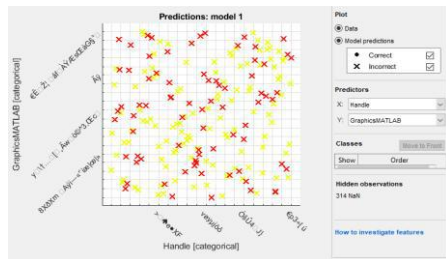 Predictions: model 1
GraphicsMATLAB [categorical]
Handle [categorical]
Plot
Data
Model predictions
Correct
Incorrect
Predictors
X: Handle
Y: GraphicsMATLAB
Classes
Move to Front
Show Order
Hidden observations
314 NaN
How to investigate features